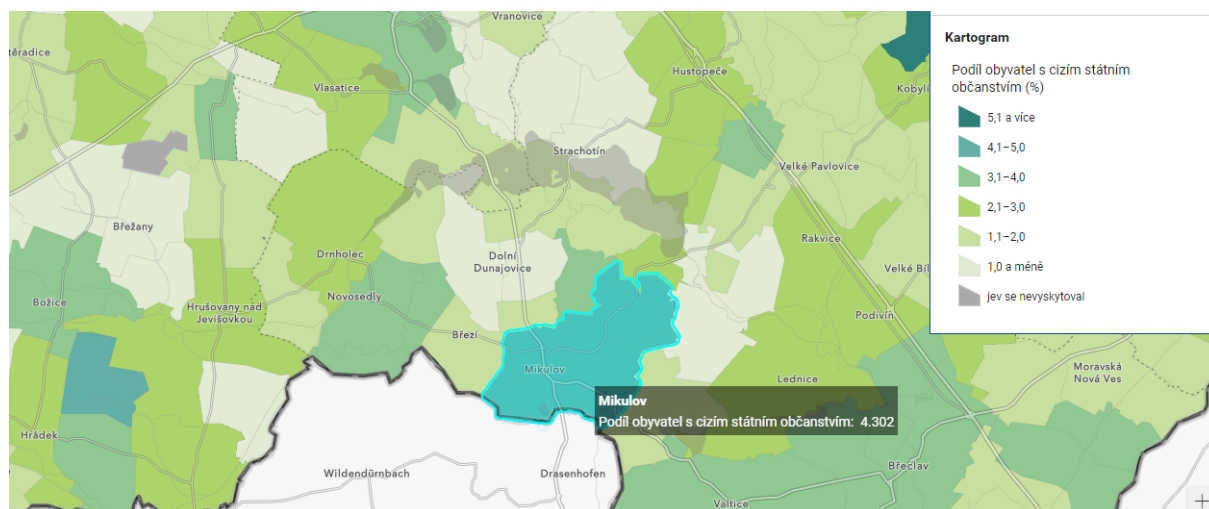 Vranovice
Kartogram
těradice
Hustopeče
Podíl obyvatel s cizím státním
občanstvím (%)
Vlasatice
Kobylí
5,1 a více
Strachotín
4,1–5,0
Velké Pavlovice
3,1–4,0
2,1–3,0
Břežany
Rakvice
1,1–2,0
Drnholec
Dolní
Dunajovice
Velké Bíl
1,0 a méně
Božice
Novosedly
jev se nevyskytoval
Hrušovany nad
Jevišovkou
Podivín
Březí
Mikulov
Lednice
Moravská
Nová Ves
Mikulov
Podíl obyvatel s cizím státním občanstvím: 4.302
Hrádek
Wildendürnbach
Drasenhofen
Břeclav
Valtice
+